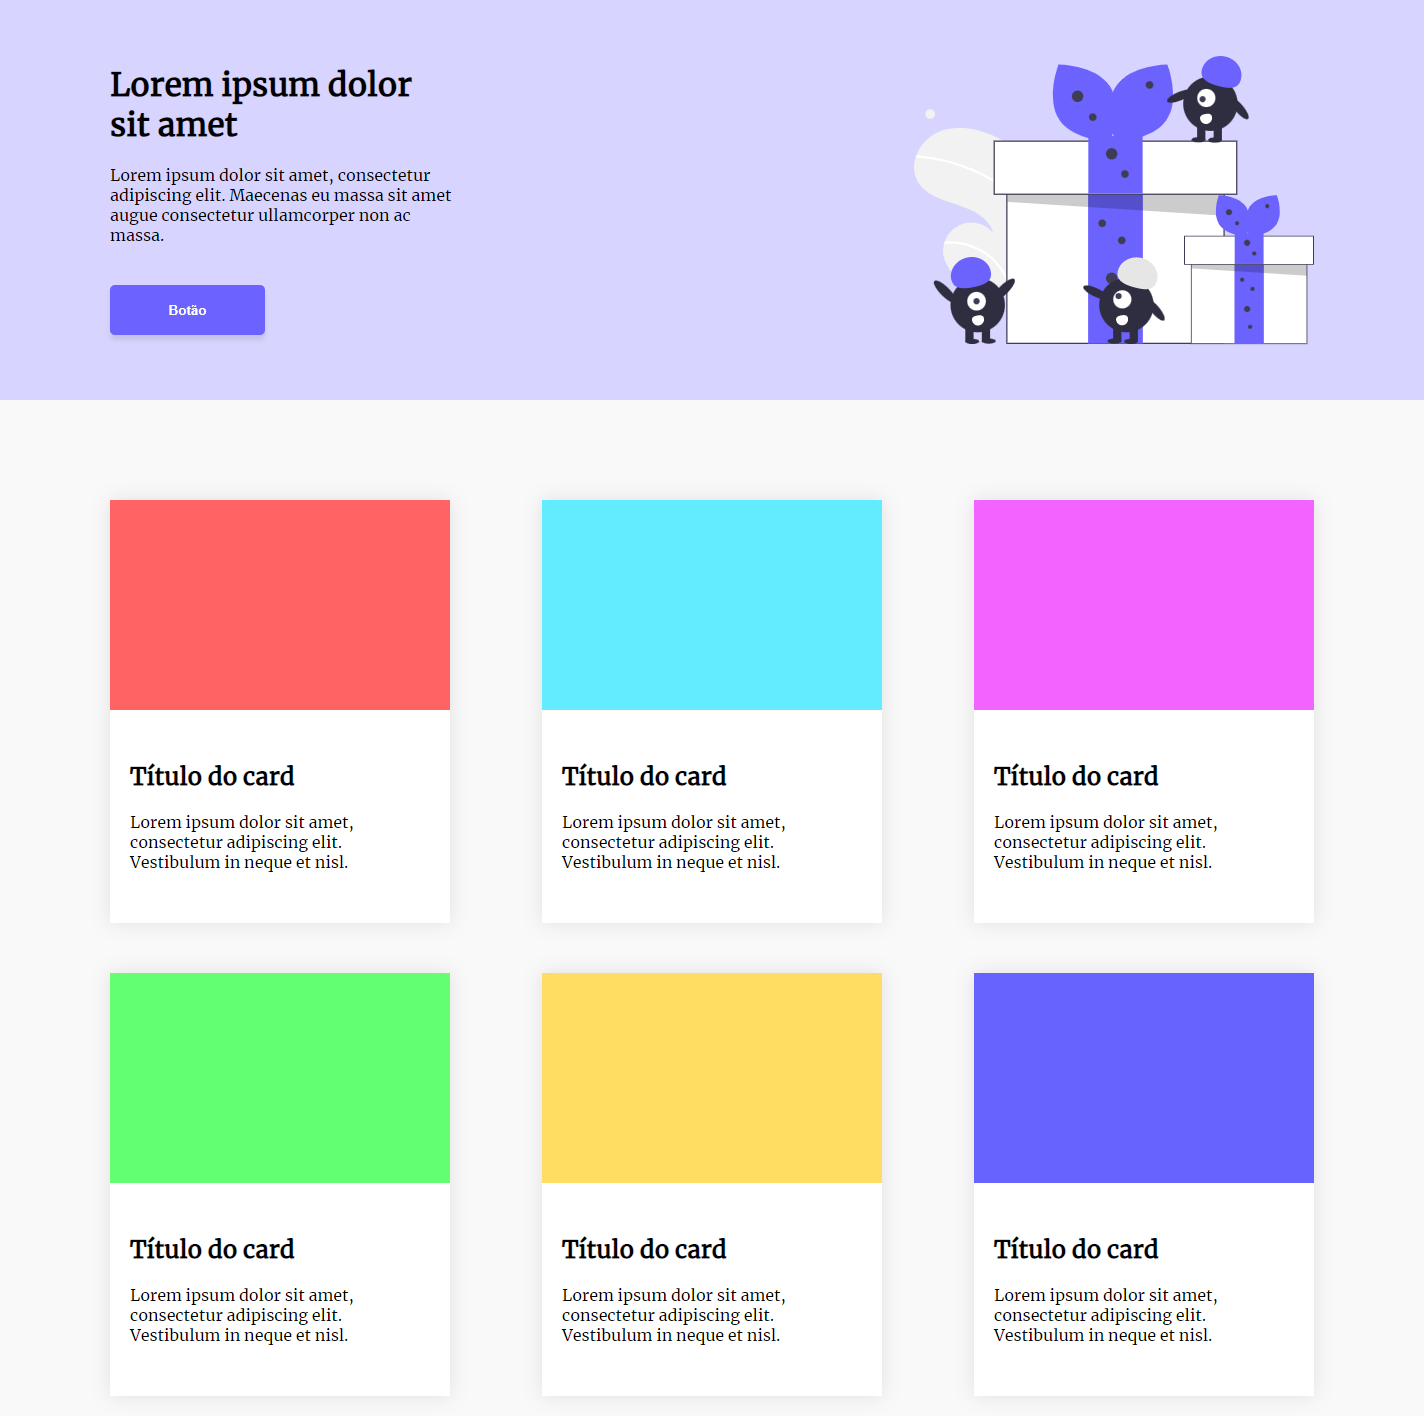 Lorem ipsum dolor
sit amet
Lorem ipsum dolor sit amet, consectetur
adipiscing elit. Maecenas eu massa sit amet
augue consectetur ullamcorper non ac
massa.
Botão
Título do card
Lorem ipsum dolor sit amet,
consectetur adipiscing elit.
Vestibulum in neque et nisl.
Título do card
Lorem ipsum dolor sit amet,
consectetur adipiscing elit.
Vestibulum in neque et nisl.
Título do card
Lorem ipsum dolor sit amet,
consectetur adipiscing elit.
Vestibulum in neque et nisl.
Título do card
Lorem ipsum dolor sit amet,
consectetur adipiscing elit.
Vestibulum in neque et nisl.
Título do card
Lorem ipsum dolor sit amet,
consectetur adipiscing elit.
Vestibulum in neque et nisl.
Título do card
Lorem ipsum dolor sit amet,
consectetur adipiscing elit.
Vestibulum in neque et nisl.